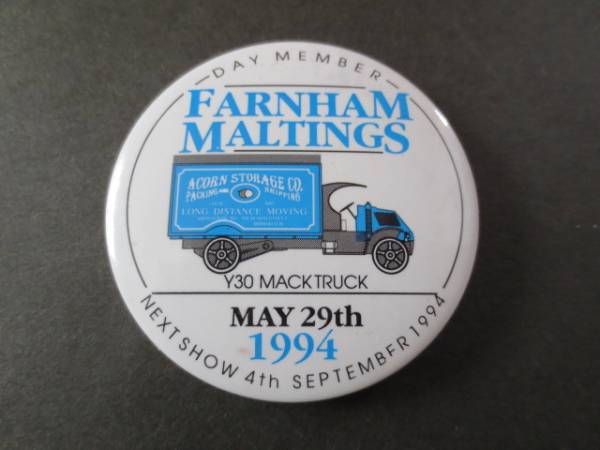 DAY MEMBER
FARNHAM
MALTINGS
ACORN STORAGE CO.
PACKING SHIPPING
LONG DISTANCE MOVING
Y30 MACK TRUCK
MAY 29th
1994
NEXT SHOW 4th SEPTEMBER 1994